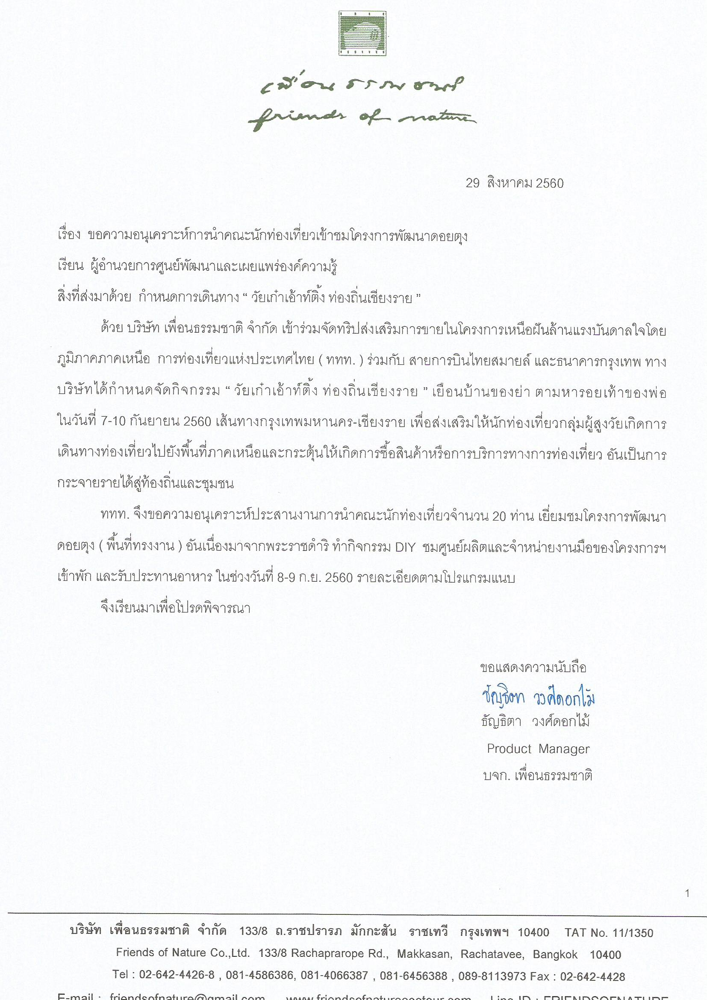 เพื่อนธรรมชาติ
friends of nature
29 สิงหาคม 2560
เรื่อง ขอความอนุเคราะห์การนำคณะนักท่องเที่ยวเข้าชมโครงการพัฒนาดอยตุง
เรียน ผู้อำนวยการศูนย์พัฒนาและเผยแพร่องค์ความรู้
สิ่งที่ส่งมาด้วย กำหนดการเดินทาง “ วัยเก๋าเอ้าท์ติ้ง ท่องถิ่นเชียงราย ”
ด้วย บริษัท เพื่อนธรรมชาติ จำกัด เข้าร่วมจัดทริปส่งเสริมการขายในโครงการเหนือฝันล้านแรงบันดาลใจโดย
ภูมิภาคภาคเหนือ การท่องเที่ยวแห่งประเทศไทย ( ททท. ) ร่วมกับ สายการบินไทยสมายล์ และธนาคารกรุงเทพ ทาง
บริษัทได้กำหนดจัดกิจกรรม “ วัยเก๋าเอ้าท์ติ้ง ท่องถิ่นเชียงราย ” เยือนบ้านของย่า ตามหารอยเท้าของพ่อ
ในวันที่ 7-10 กันยายน 2560 เส้นทางกรุงเทพมหานคร-เชียงราย เพื่อส่งเสริมให้นักท่องเที่ยวกลุ่มผู้สูงวัยเกิดการ
เดินทางท่องเที่ยวไปยังพื้นที่ภาคเหนือและกระตุ้นให้เกิดการซื้อสินค้าหรือการบริการทางการท่องเที่ยว อันเป็นการ
กระจายรายได้สู่ท้องถิ่นและชุมชน
ททท. จึงขอความอนุเคราะห์ประสานงานการนำคณะนักท่องเที่ยวจำนวน 20 ท่าน เยี่ยมชมโครงการพัฒนา
ดอยตุง ( พื้นที่ทรงงาน ) อันเนื่องมาจากพระราชดำริ ทำกิจกรรม DIY ชมศูนย์ผลิตและจำหน่ายงานมือของโครงการฯ
เข้าพัก และรับประทานอาหาร ในช่วงวันที่ 8-9 ก.ย. 2560 รายละเอียดตามโปรแกรมแนบ
จึงเรียนมาเพื่อโปรดพิจารณา
ขอแสดงความนับถือ
ธัญธิตา วงศ์ดอกไม้
ธัญธิตา วงศ์ดอกไม้
Product Manager
บจก. เพื่อนธรรมชาติ
1
บริษัท เพื่อนธรรมชาติ จำกัด 133/8 ถ.ราชปรารภ มักกะสัน ราชเทวี กรุงเทพฯ 10400 TAT No. 11/1350
Friends of Nature Co.,Ltd. 133/8 Rachaprarope Rd., Makkasan, Rachatavee, Bangkok 10400
Tel : 02-642-4426-8 , 081-4586386, 081-4066387 , 081-6456388 , 089-8113973 Fax : 02-642-4428
E-mail : friendsofnature@gmail.com www.friendsofnatureecotour.com Line ID : FRIENDSOFNATURE